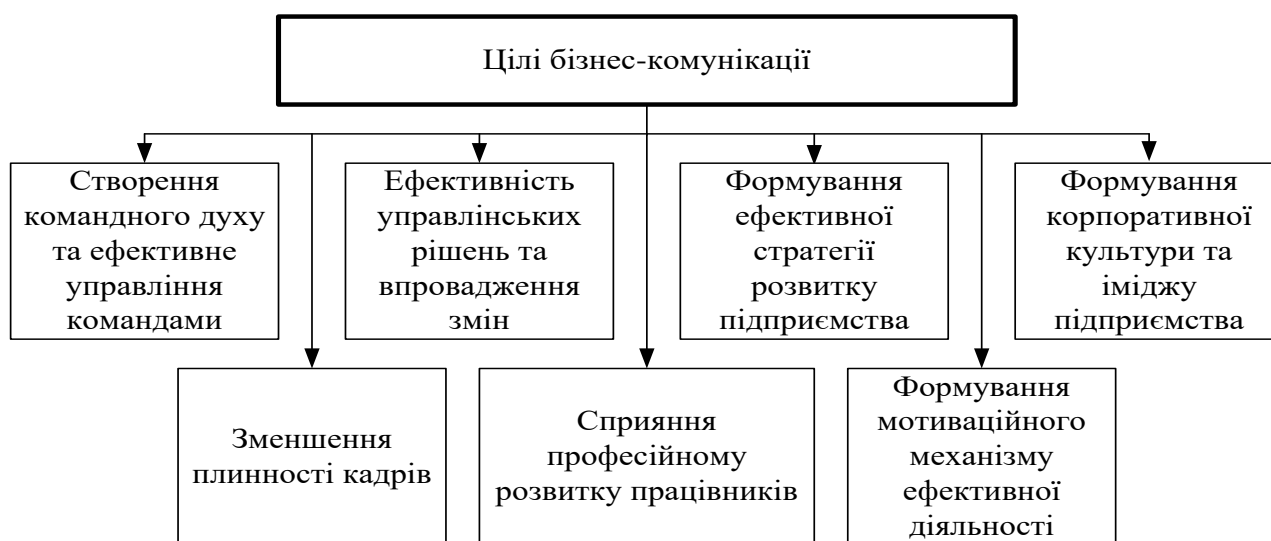 Цілі бізнес-комунікації
Створення
командного духу
та ефективне
управління
командами
Ефективність
управлінських
рішень та
впровадження
змін
Формування
ефективної
стратегії
розвитку
підприємства
Формування
корпоративної
культури та
іміджу
підприємства
Зменшення
плинності кадрів
Сприяння
професійному
розвитку працівників
Формування
мотиваційного
механізму
ефективної
діяльності